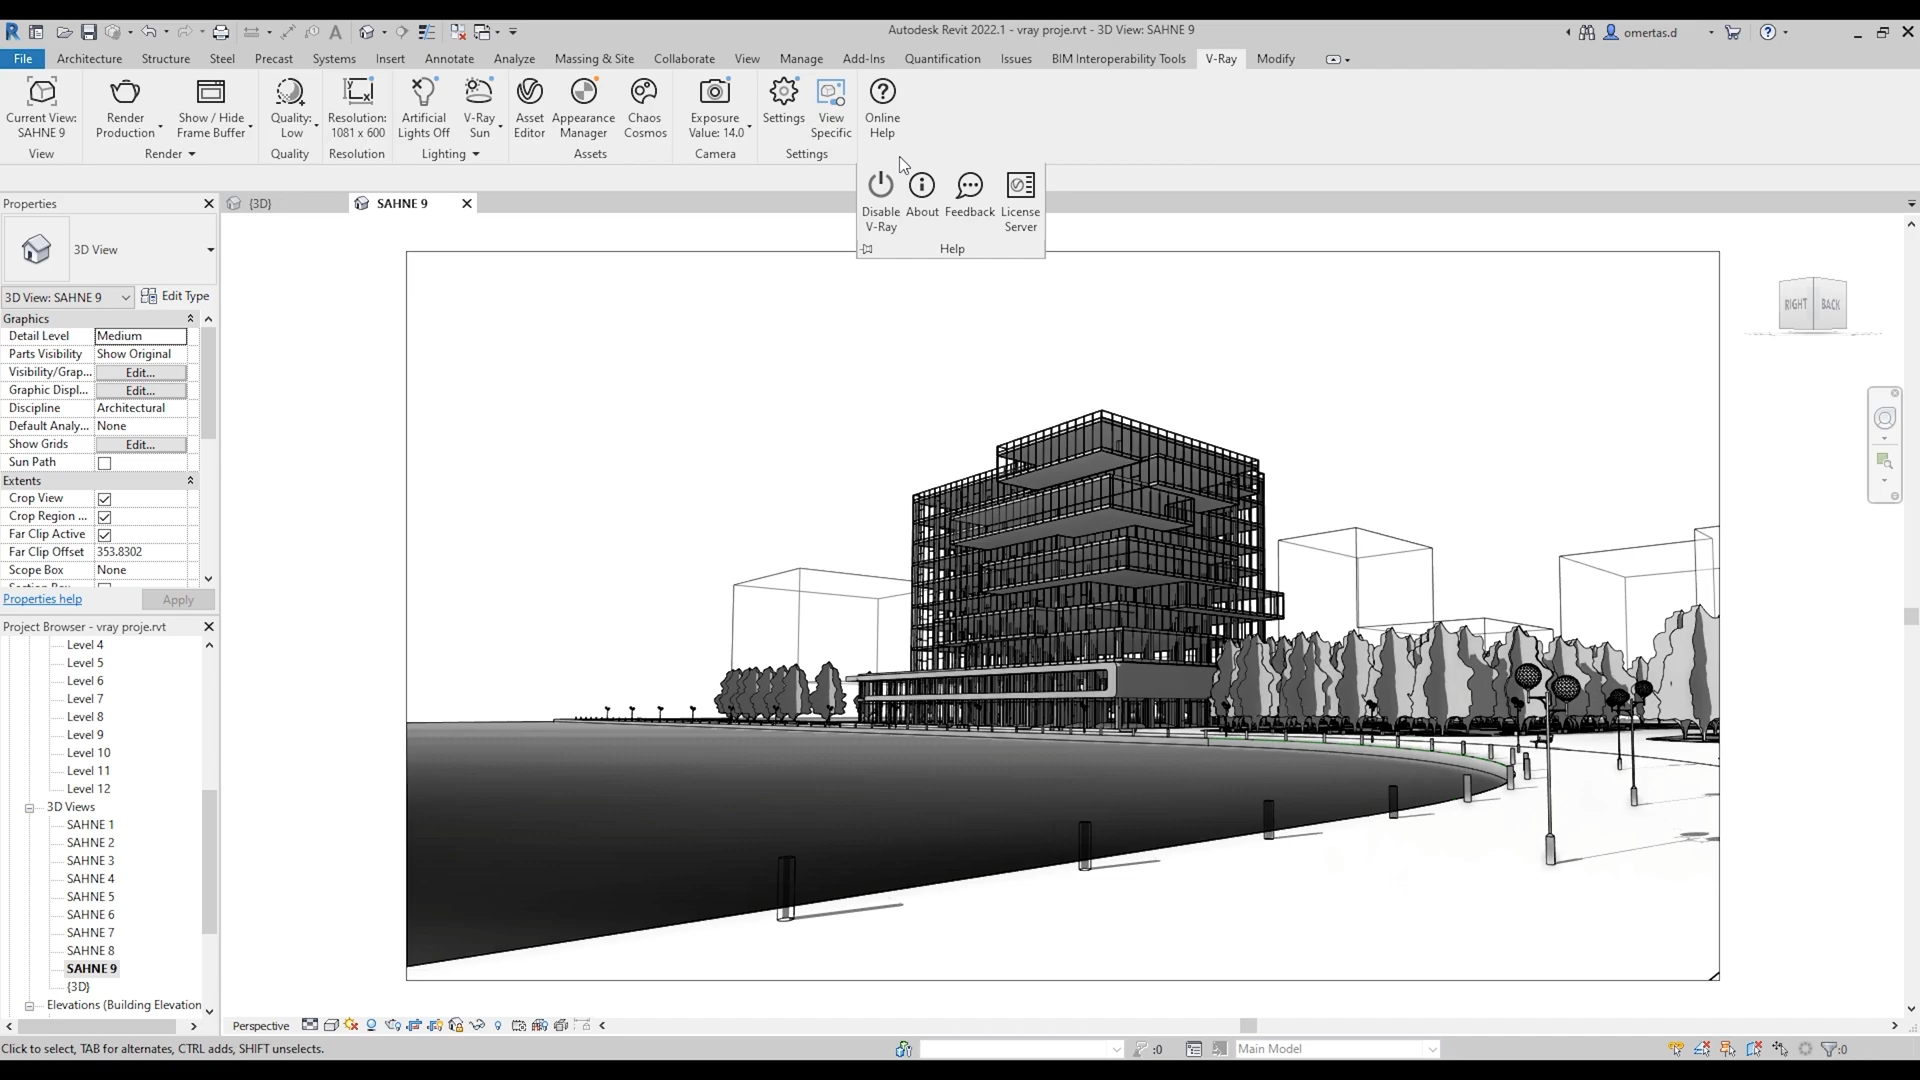 Autodesk Revit 2022.1 - vray proje.rvt - 3D View: SAHNE 9
omertas.d
File Architecture Structure Steel Precast Systems Insert Annotate Analyze Massing & Site Collaborate View Manage Add-Ins Quantification Issues BIM Interoperability Tools V-Ray Modify
Current View: Render Show / Hide Quality: Resolution: Artificial V-Ray Asset Appearance Chaos Exposure Settings View Online
SAHNE 9 Production Frame Buffer Low 1081 x 600 Lights Off Sun Editor Manager Cosmos Value: 14.0 Specific Help
View Render Quality Resolution Lighting Assets Camera Settings
Disable About Feedback License
V-Ray Server
Help
Properties
{3D}
SAHNE 9
3D View
3D View: SAHNE 9 Edit Type
Graphics
Detail Level Medium
Parts Visibility Show Original
Visibility/Grap... Edit...
Graphic Displ... Edit...
Discipline Architectural
Default Analy... None
Show Grids Edit...
Sun Path
Extents
Crop View
Crop Region ...
Far Clip Active
Far Clip Offset 353.8302
Scope Box None
Properties help Apply
Project Browser - vray proje.rvt
Level 4
Level 5
Level 6
Level 7
Level 8
Level 9
Level 10
Level 11
Level 12
3D Views
SAHNE 1
SAHNE 2
SAHNE 3
SAHNE 4
SAHNE 5
SAHNE 6
SAHNE 7
SAHNE 8
SAHNE 9
{3D}
Elevations (Building Elevation
RIGHT BACK
Perspective
Click to select, TAB for alternates, CTRL adds, SHIFT unselects.
:0
Main Model
:0